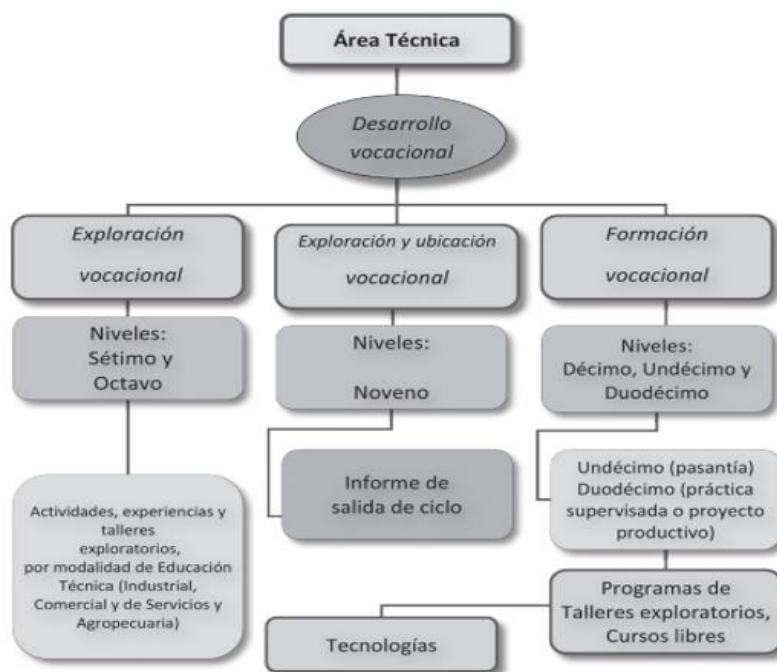 Área Técnica
Desarrollo
vocacional
Exploración
vocacional
Exploración y ubicación
vocacional
Formación
vocacional
Niveles:
Sétimo y
Octavo
Niveles:
Noveno
Niveles:
Décimo, Undécimo y
Duodécimo
Actividades, experiencias y
talleres
exploratorios,
por modalidad de Educación
Técnica (Industrial,
Comercial y de Servicios y
Agropecuaria)
Informe de
salida de ciclo
Undécimo (pasantía)
Duodécimo (práctica
supervisada o proyecto
productivo)
Programas de
Talleres exploratorios,
Cursos libres
Tecnologías